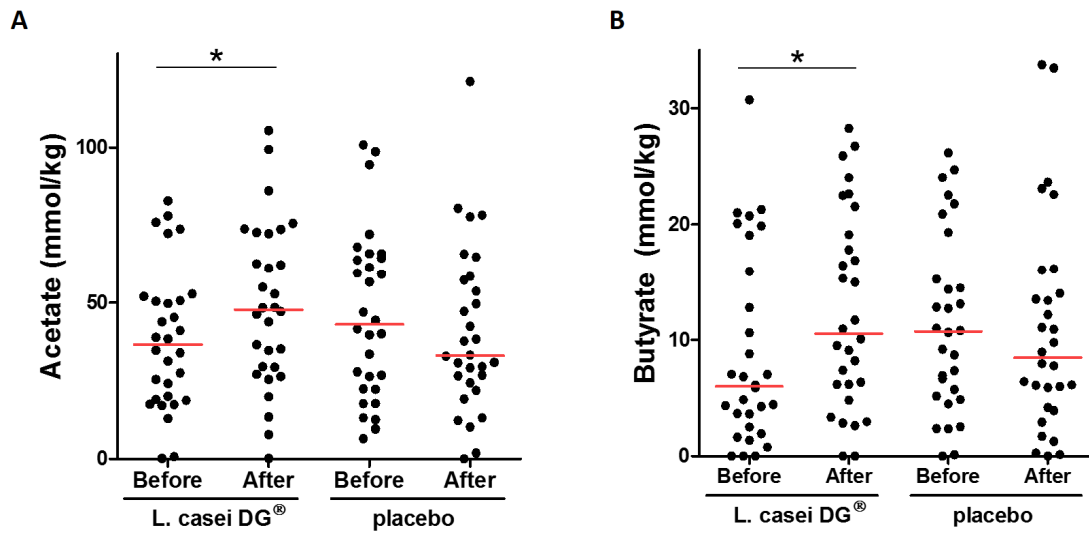 A
*
Acetate (mmol/kg)
100
50
0
Before After Before After
L. casei DG® placebo
B
*
Butyrate (mmol/kg)
30
20
10
0
Before After Before After
L. casei DG® placebo